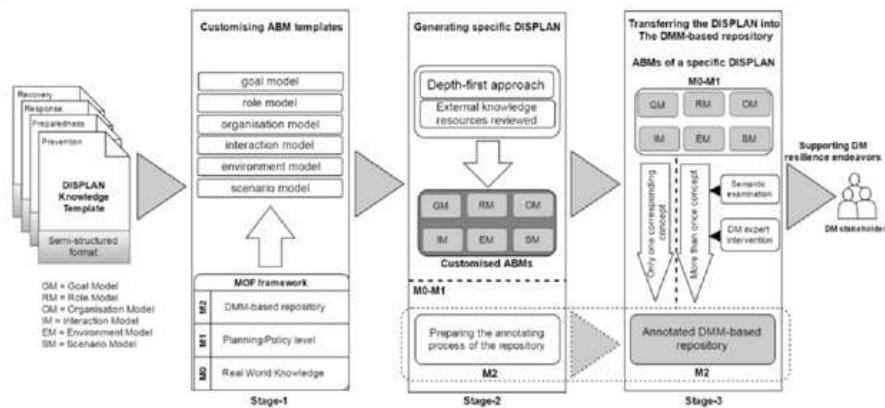 Customising ABM templates
Generating specific DISPLAN
Transferring the DISPLAN into
The DMM-based repository
Recovery
Response
Preparedness
Prevention
DISPLAN
Knowledge
Template
Semi-structured
format
GM = Goal Model
RM = Role Model
OM = Organisation Model
IM = Interaction Model
EM = Environment Model
SM = Scenario Model
goal model
role model
organisation model
interaction model
environment model
scenario model
MOF framework
M2
DMM-based repository
M1
Planning/Policy level
M0
Real World Knowledge
Stage-1
Depth-first approach
External knowledge
resources reviewed
GM
RM
OM
IM
EM
SM
Customised ABMs
M0-M1
Preparing the annotating
process of the repository
M2
Stage-2
ABMs of a specific DISPLAN
M0-M1
GM
RM
OM
IM
EM
SM
Only one corresponding
concept
More than once concept
Semantic
examination
DM expert
intervention
Annotated DMM-based
repository
M2
Stage-3
Supporting DM
resilience endeavors
DM stakeholders